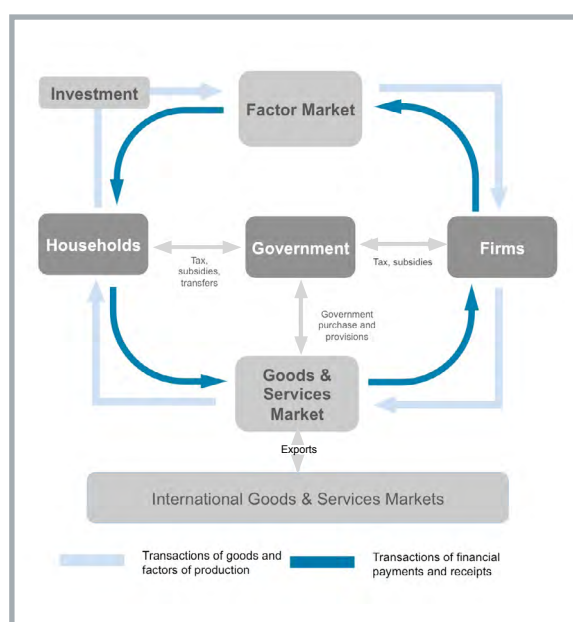 Investment
Factor Market
Households
Government
Firms
Tax,
subsidies,
transfers
Tax, subsidies
Government
purchase and
provisions
Goods &
Services
Market
Exports
International Goods & Services Markets
Transactions of goods and
factors of production
Transactions of financial
payments and receipts